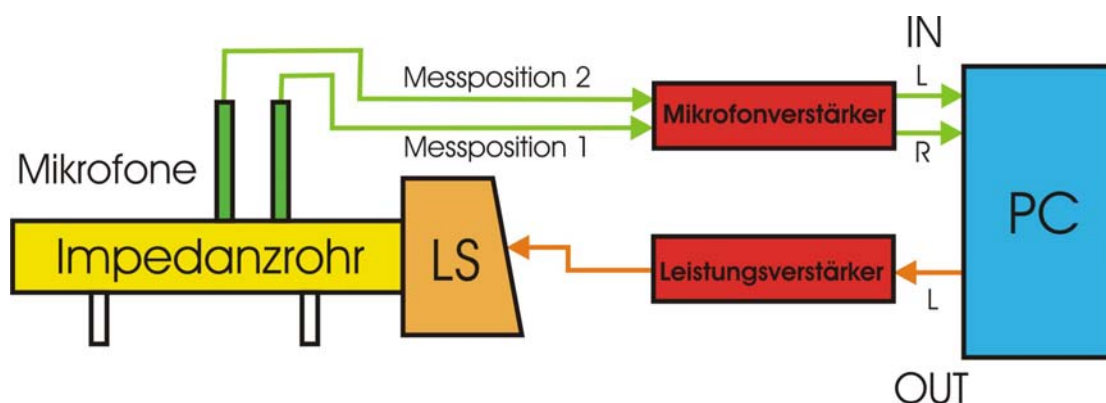 IN
L
Messposition 2
Mikrofonverstärker
Messposition 1
R
Mikrofone
PC
Impedanzrohr
LS
Leistungsverstärker
L
OUT